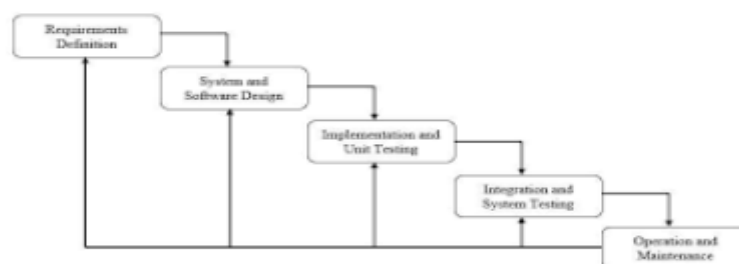 Requirements
Definition
System and
Software Design
Implementation and
Unit Testing
Integration and
System Testing
Operation and
Maintenance